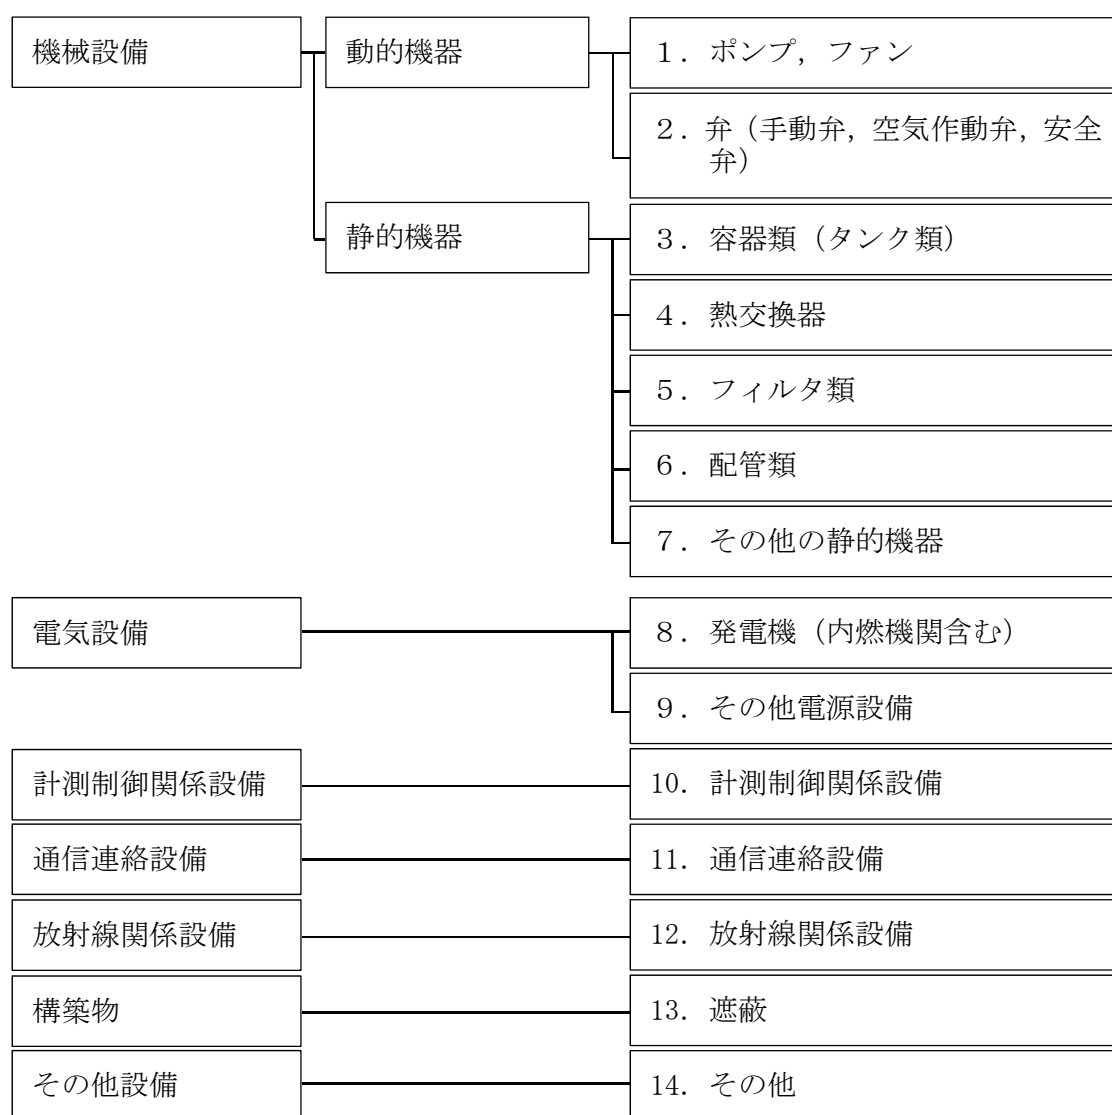 機械設備
動的機器
１．ポンプ，ファン
２．弁（手動弁，空気作動弁，安全
弁）
静的機器
３．容器類（タンク類）
４．熱交換器
５．フィルタ類
６．配管類
７．その他の静的機器
電気設備
８．発電機（内燃機関含む）
９．その他電源設備
計測制御関係設備
10．計測制御関係設備
通信連絡設備
11．通信連絡設備
放射線関係設備
12．放射線関係設備
構築物
13．遮蔽
その他設備
14．その他